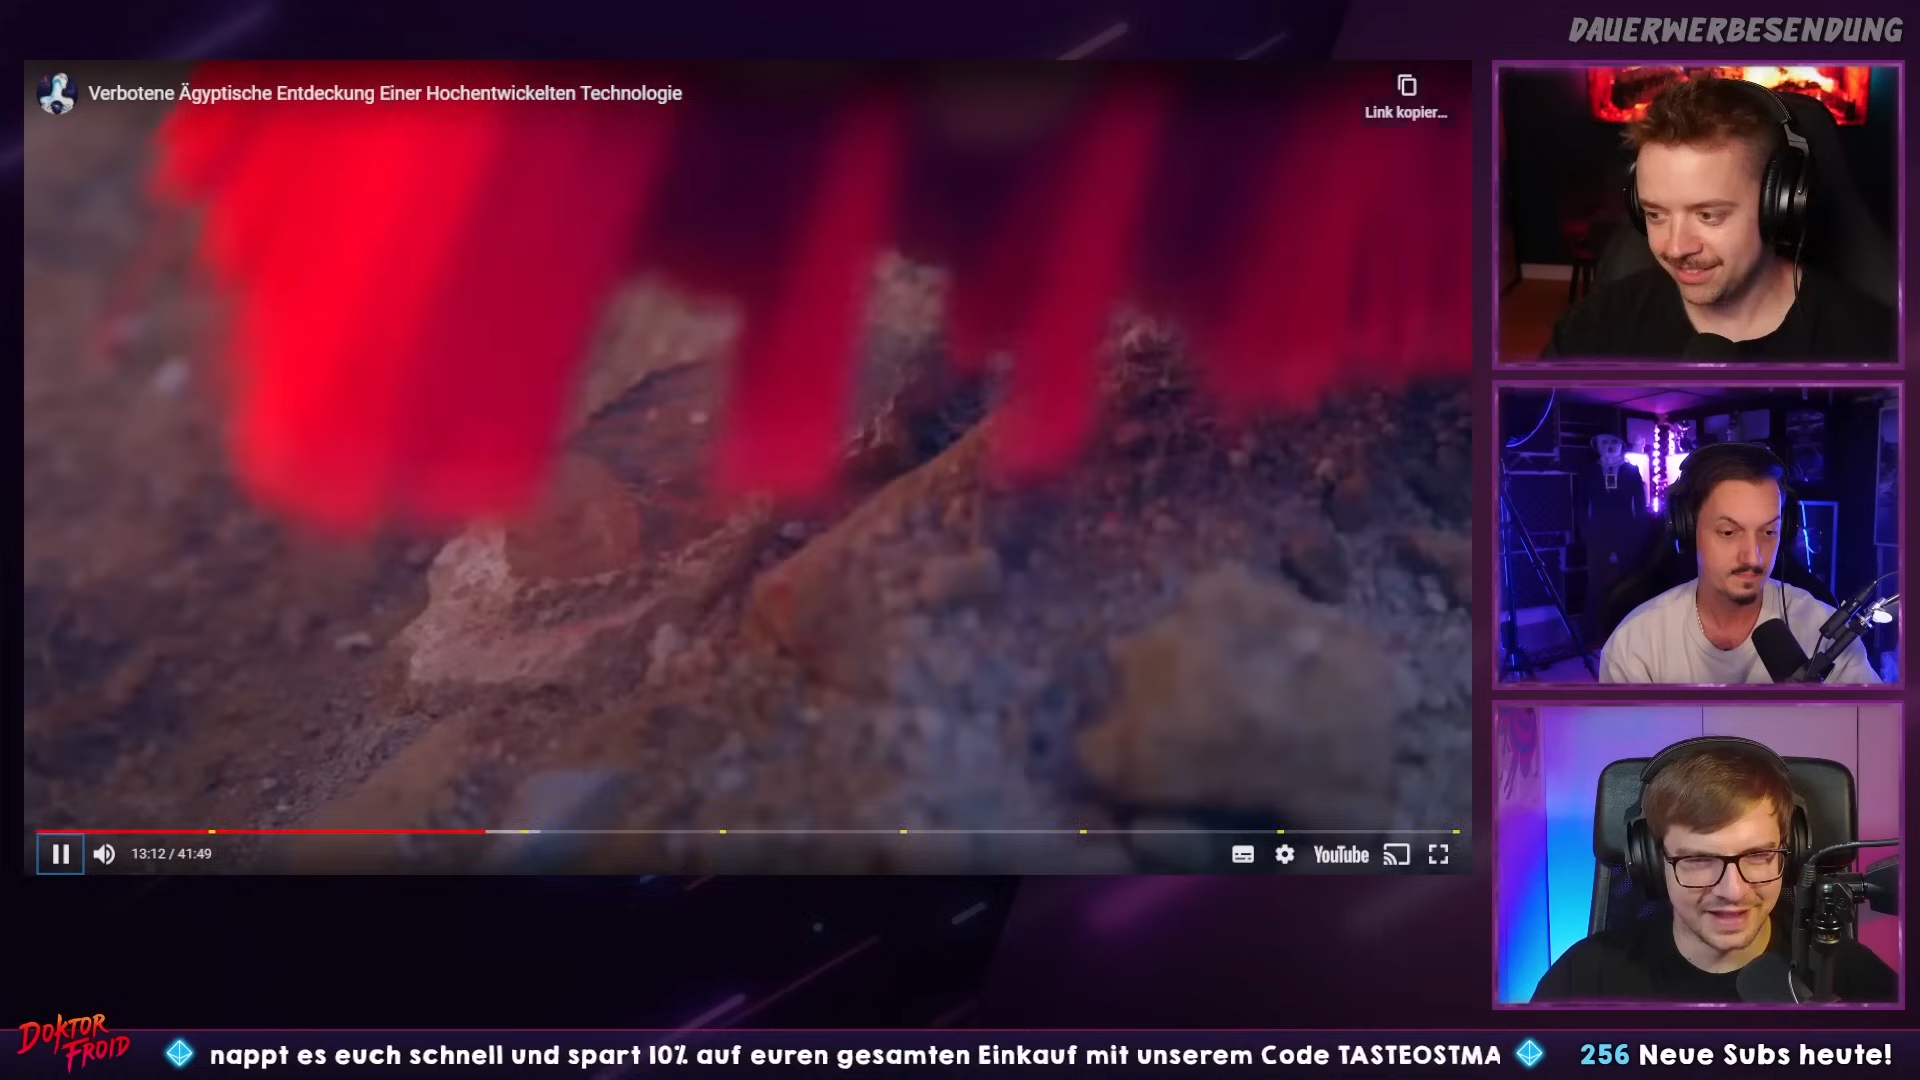 DAUERWERBESENDUNG
Verbotene Ägyptische Entdeckung Einer Hochentwickelten Technologie
Link kopier...
13:12 / 41:49
YouTube
DOKTOR
FROID
nappt es euch schnell und spart 10% auf euren gesamten Einkauf mit unserem Code TASTEOSTMA
256 Neue Subs heute!